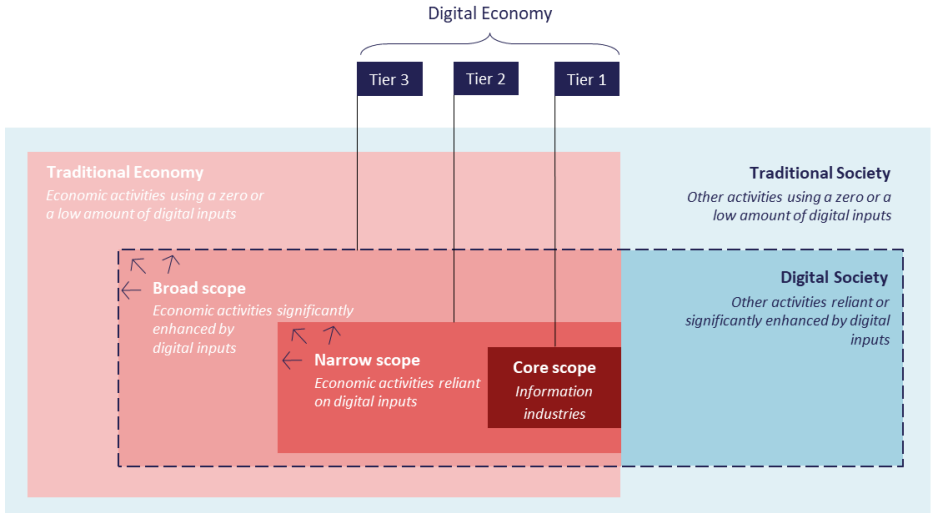 Digital Economy
Tier 3
Tier 2
Tier 1
Traditional Economy
Economic activities using a zero or
a low amount of digital inputs
Traditional Society
Other activities using a zero or a
low amount of digital inputs
Broad scope
Economic activities significantly
enhanced by
digital inputs
Digital Society
Other activities reliant or
significantly enhanced by digital
inputs
Narrow scope
Economic activities reliant
on digital inputs
Core scope
Information
industries